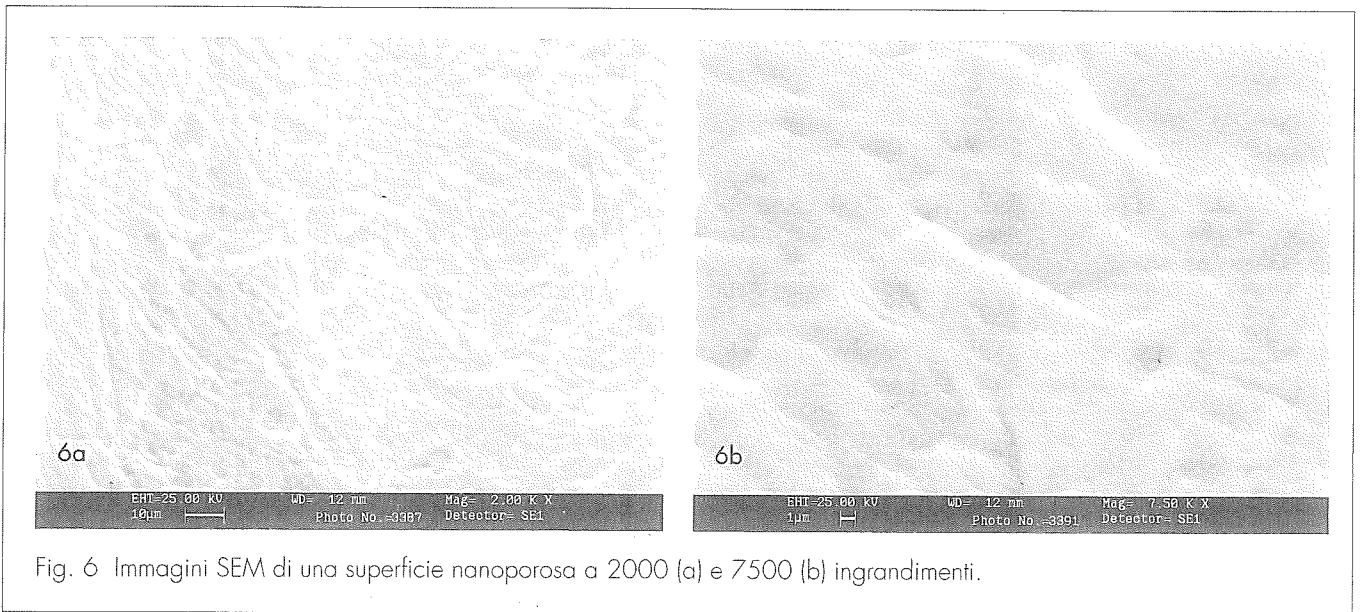 6a
EHT=25.00 kV WD= 12 mm Mag= 2.00 K X
10µm Photo No.=3387 Detector= SE1
6b
EHT=25.00 kV WD= 12 mm Mag= 7.50 K X
1µm Photo No.=3391 Detector= SE1
Fig. 6 Immagini SEM di una superficie nanoporosa a 2000 (a) e 7500 (b) ingrandimenti.